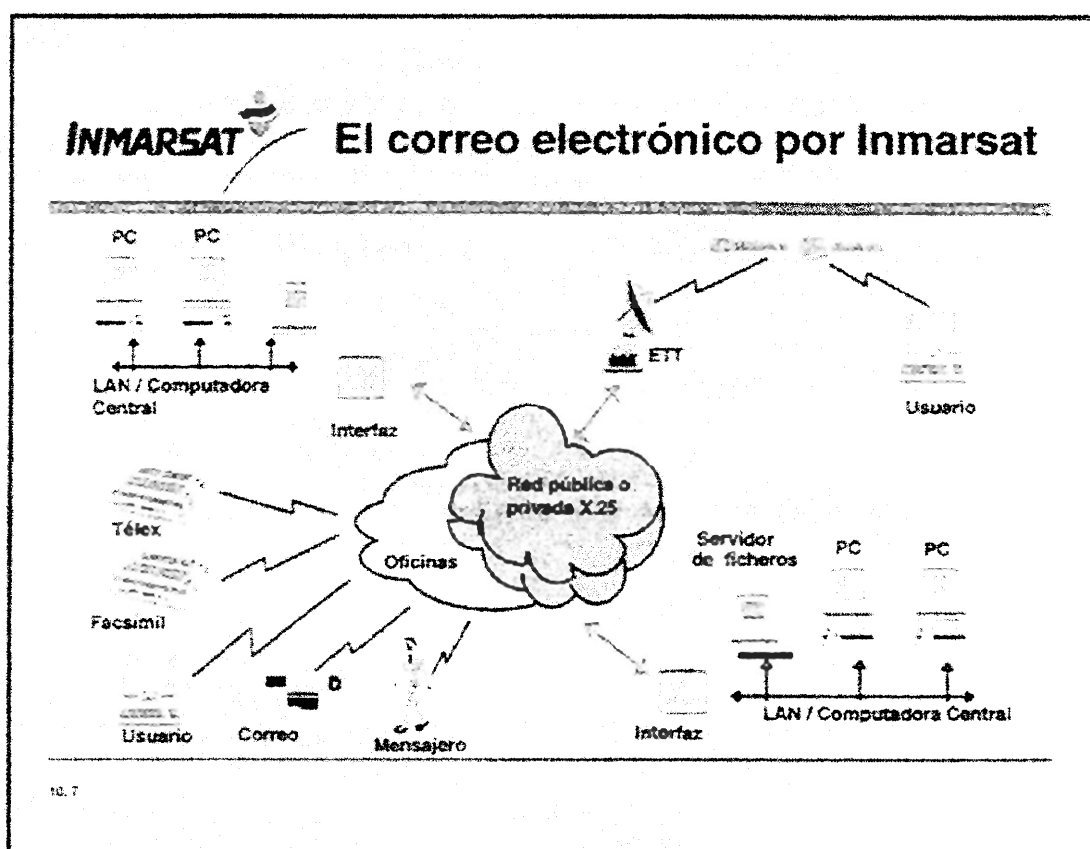 INMARSAT
El correo electrónico por Inmarsat
PC PC
LAN / Computadora
Central
Interfaz
ETT
Usuario
Red pública o
privada X.25
Oficinas
Télex
Facsímil
Usuario
Correo
Mensajero
Servidor
de ficheros
PC PC
Interfaz
LAN / Computadora Central
10. 7